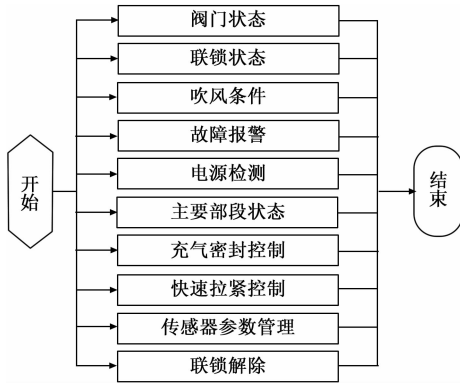 开始
阀门状态
联锁状态
吹风条件
故障报警
电源检测
主要部段状态
充气密封控制
快速拉紧控制
传感器参数管理
联锁解除
结束